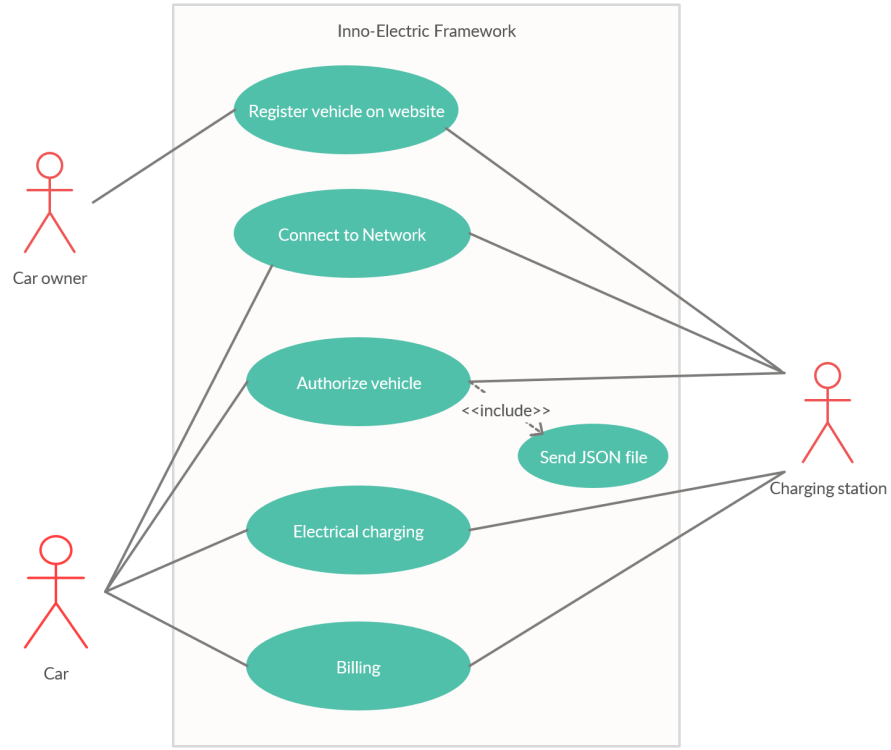 Inno-Electric Framework
Register vehicle on website
Connect to Network
Car owner
Authorize vehicle
<<include>>
Send JSON file
Charging station
Electrical charging
Car
Billing